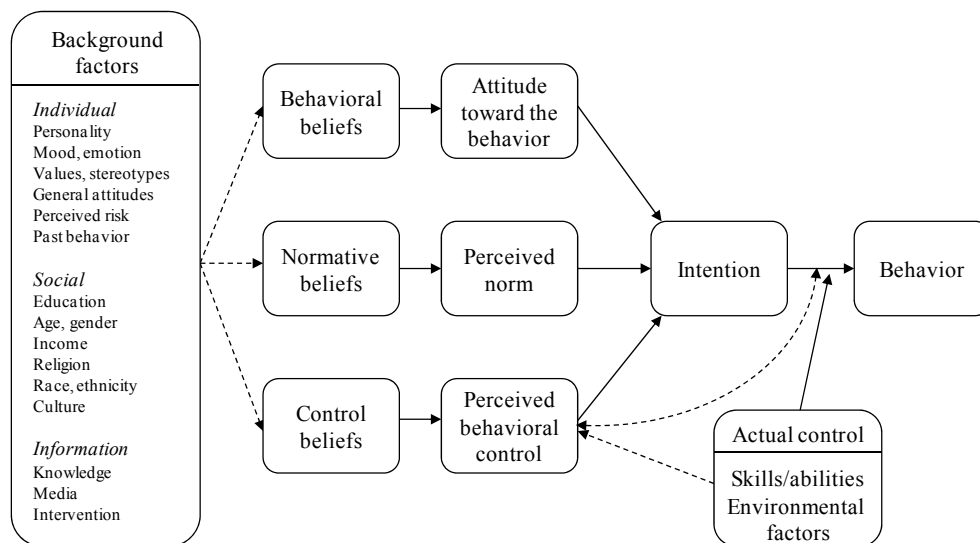 Background
factors
Individual
Personality
Mood, emotion
Values, stereotypes
General attitudes
Perceived risk
Past behavior
Social
Education
Age, gender
Income
Religion
Race, ethnicity
Culture
Information
Knowledge
Media
Intervention
Behavioral
beliefs
Attitude
toward the
behavior
Normative
beliefs
Perceived
norm
Intention
Behavior
Control
beliefs
Perceived
behavioral
control
Actual control
Skills/abilities
Environmental
factors